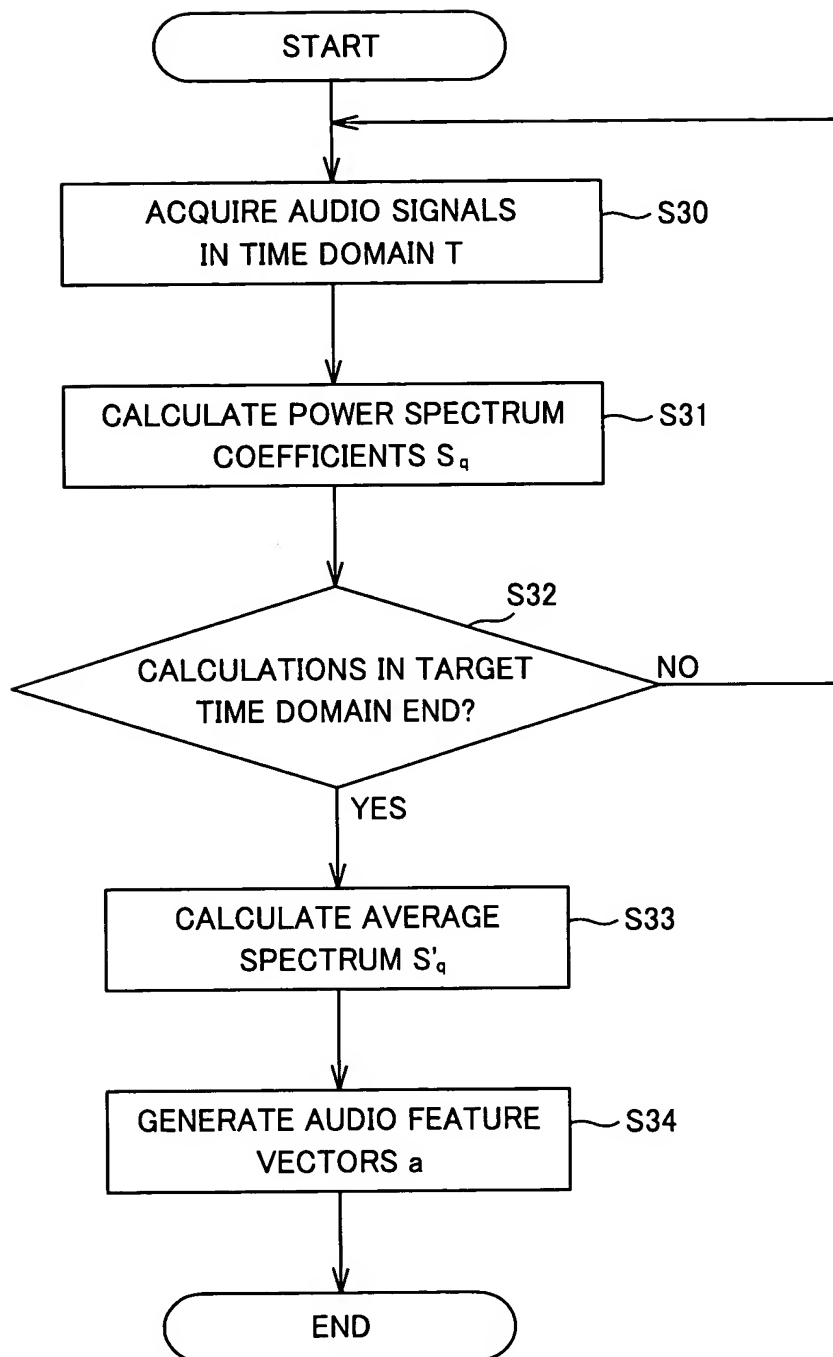 START
ACQUIRE AUDIO SIGNALS
IN TIME DOMAIN T
S30
CALCULATE POWER SPECTRUM
COEFFICIENTS Sq
S31
S32
CALCULATIONS IN TARGET
TIME DOMAIN END?
NO
YES
CALCULATE AVERAGE
SPECTRUM S'q
S33
GENERATE AUDIO FEATURE
VECTORS a
S34
END